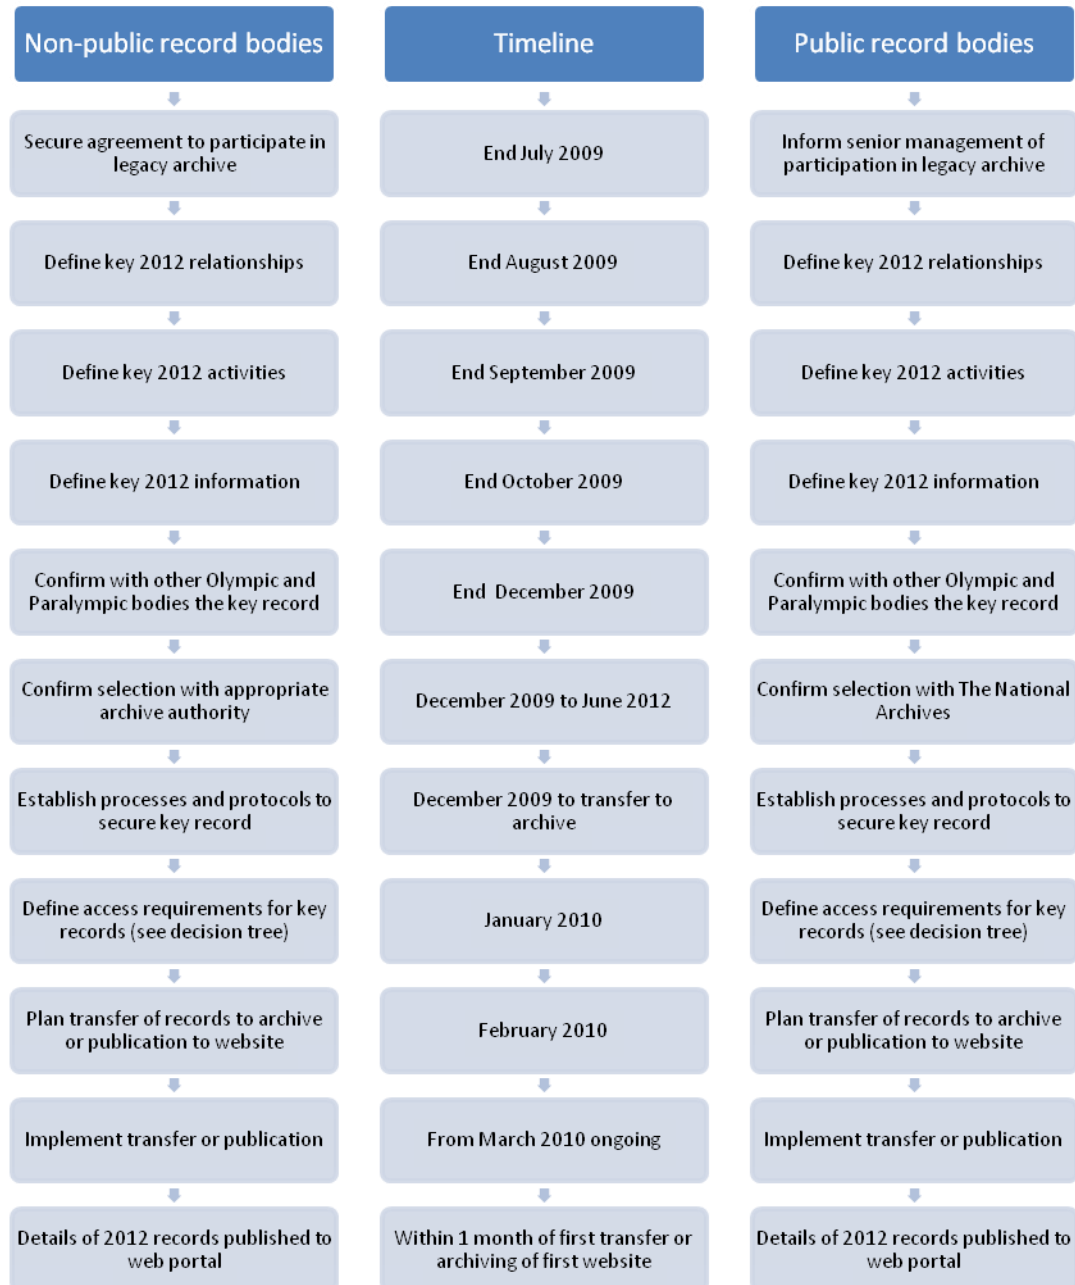 Non-public record bodies
Timeline
Public record bodies
Secure agreement to participate in
legacy archive
End July 2009
Inform senior management of
participation in legacy archive
Define key 2012 relationships
End August 2009
Define key 2012 relationships
Define key 2012 activities
End September 2009
Define key 2012 activities
Define key 2012 information
End October 2009
Define key 2012 information
Confirm with other Olympic and
Paralympic bodies the key record
End  December 2009
Confirm with other Olympic and
Paralympic bodies the key record
Confirm selection with appropriate
archive authority
December 2009 to June 2012
Confirm selection with The National
Archives
Establish processes and protocols to
secure key record
December 2009 to transfer to
archive
Establish processes and protocols to
secure key record
Define access requirements for key
records (see decision tree)
January 2010
Define access requirements for key
records (see decision tree)
Plan transfer of records to archive
or publication to website
February 2010
Plan transfer of records to archive
or publication to website
Implement transfer or publication
From March 2010 ongoing
Implement transfer or publication
Details of 2012 records published to
web portal
Within 1 month of first transfer or
archiving of first website
Details of 2012 records published to
web portal